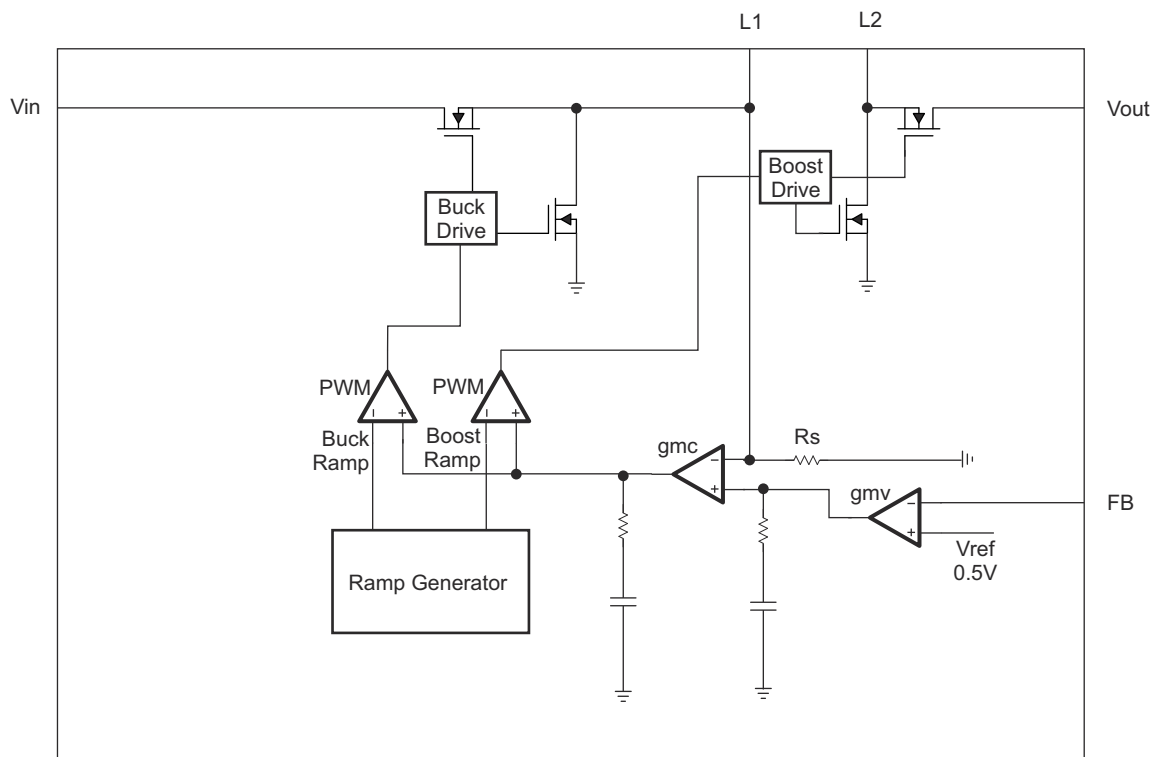 L1
L2
Vin
Vout
Boost
Drive
Buck
Drive
PWM
PWM
Buck
Ramp
Boost
Ramp
gmc
Rs
gmv
FB
Vref
0.5V
Ramp Generator